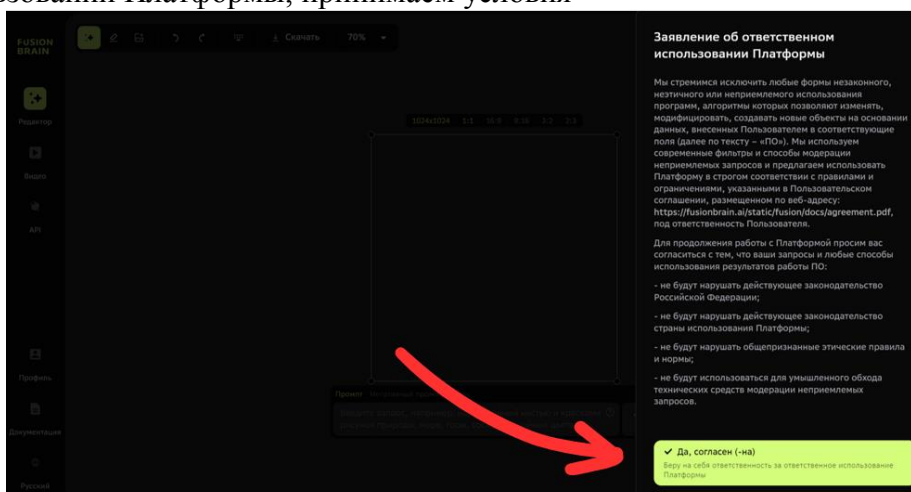 использовании Платформы, принимаем условия
FUSION
BRAIN
Скачать
70%
Редактор
Видео
API
Профиль
Документация
Русский
1024x1024 1:1 16:9 9:16 3:2 2:3
Промпт
Заявление об ответственном
использовании Платформы
Мы стремимся исключить любые формы незаконного,
неэтичного или неприемлемого использования
программ, алгоритмы которых позволяют изменять,
модифицировать, создавать новые объекты на основании
данных, внесенных Пользователем в соответствующие
поля (далее по тексту – «ПО»). Мы используем
современные фильтры и способы модерации
неприемлемых запросов и предлагаем использовать
Платформу в строгом соответствии с правилами и
ограничениями, указанными в Пользовательском
соглашении, размещенном по веб-адресу:
https://fusionbrain.ai/static/fusion/docs/agreement.pdf,
под ответственность Пользователя.
Для продолжения работы с Платформой просим вас
согласиться с тем, что ваши запросы и любые способы
использования результатов работы ПО:
- не будут нарушать действующее законодательство
Российской Федерации;
- не будут нарушать действующее законодательство
страны использования Платформы;
- не будут нарушать общепризнанные этические правила
и нормы;
- не будут использоваться для умышленного обхода
технических средств модерации неприемлемых
запросов.
Да, согласен (-на)
Беру на себя ответственность за ответственное использование
Платформы